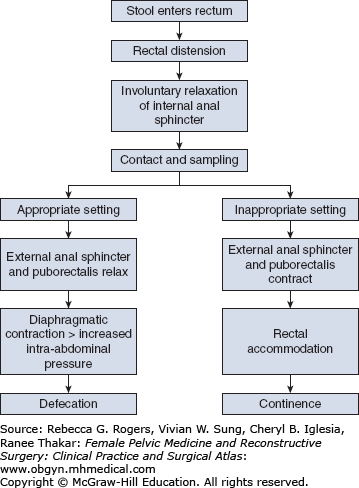 Stool enters rectum
Rectal distension
Involuntary relaxation
of internal anal
sphincter
Contact and sampling
Appropriate setting
Inappropriate setting
External anal sphincter
and puborectalis relax
External anal sphincter
and puborectalis
contract
Diaphragmatic
contraction > increased
intra-abdominal
pressure
Rectal
accommodation
Defecation
Continence
Source: Rebecca G. Rogers, Vivian W. Sung, Cheryl B. Iglesia,
Ranee Thakar: Female Pelvic Medicine and Reconstructive
Surgery: Clinical Practice and Surgical Atlas:
www.obgyn.mhmedical.com
Copyright © McGraw-Hill Education. All rights reserved.